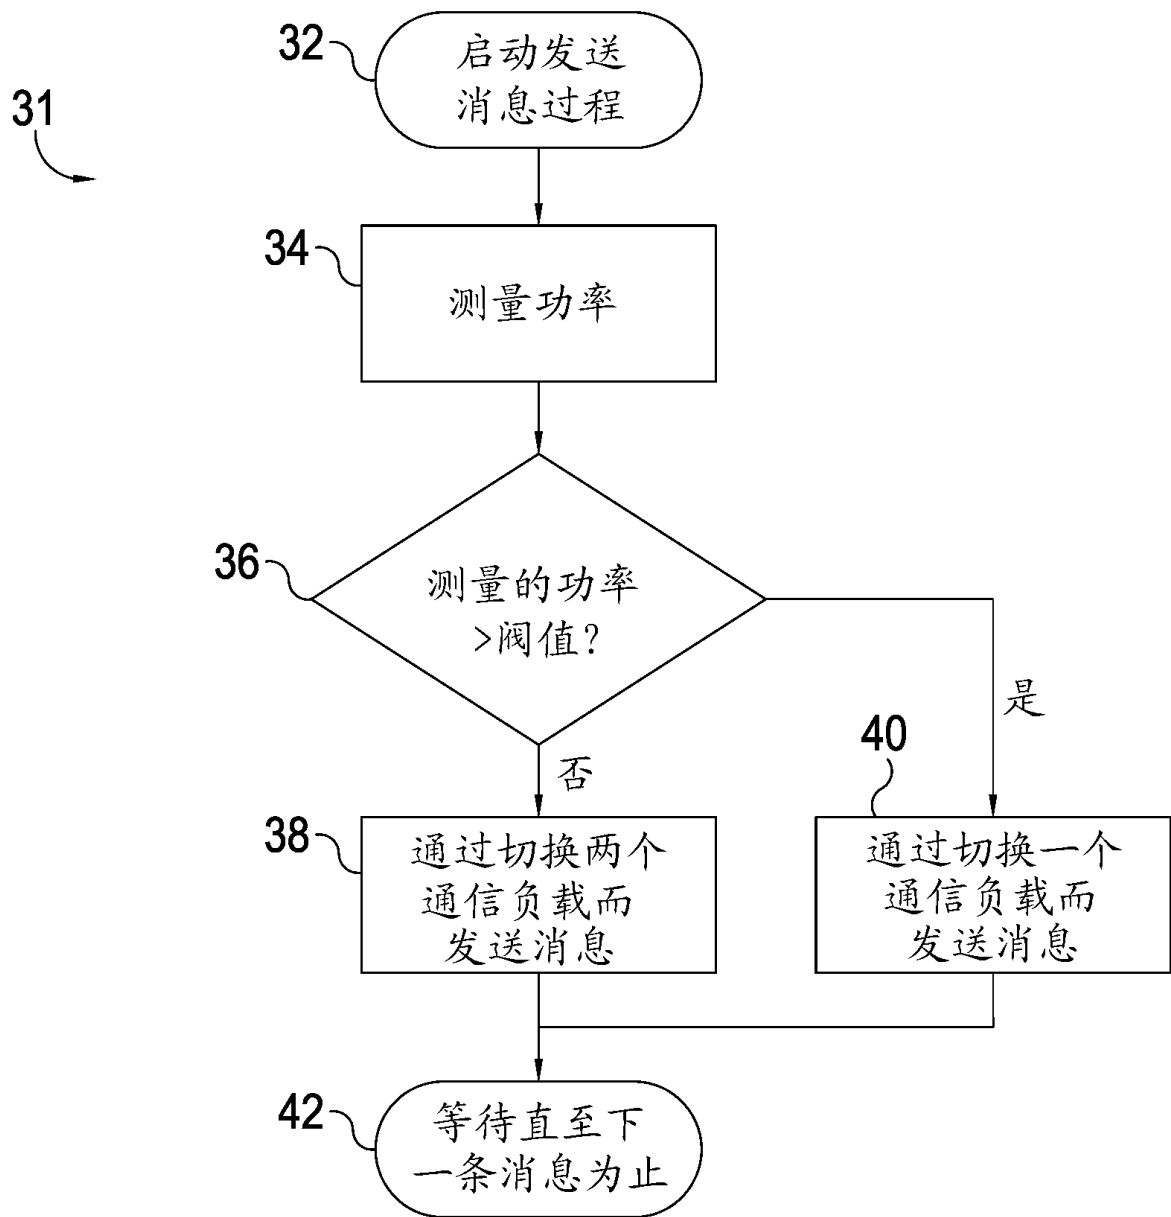 31
32
启动发送
消息过程
34
测量功率
36
测量的功率
>阀值?
是
否
38
通过切换两个
通信负载而
发送消息
40
通过切换一个
通信负载而
发送消息
42
等待直至下
一条消息为止